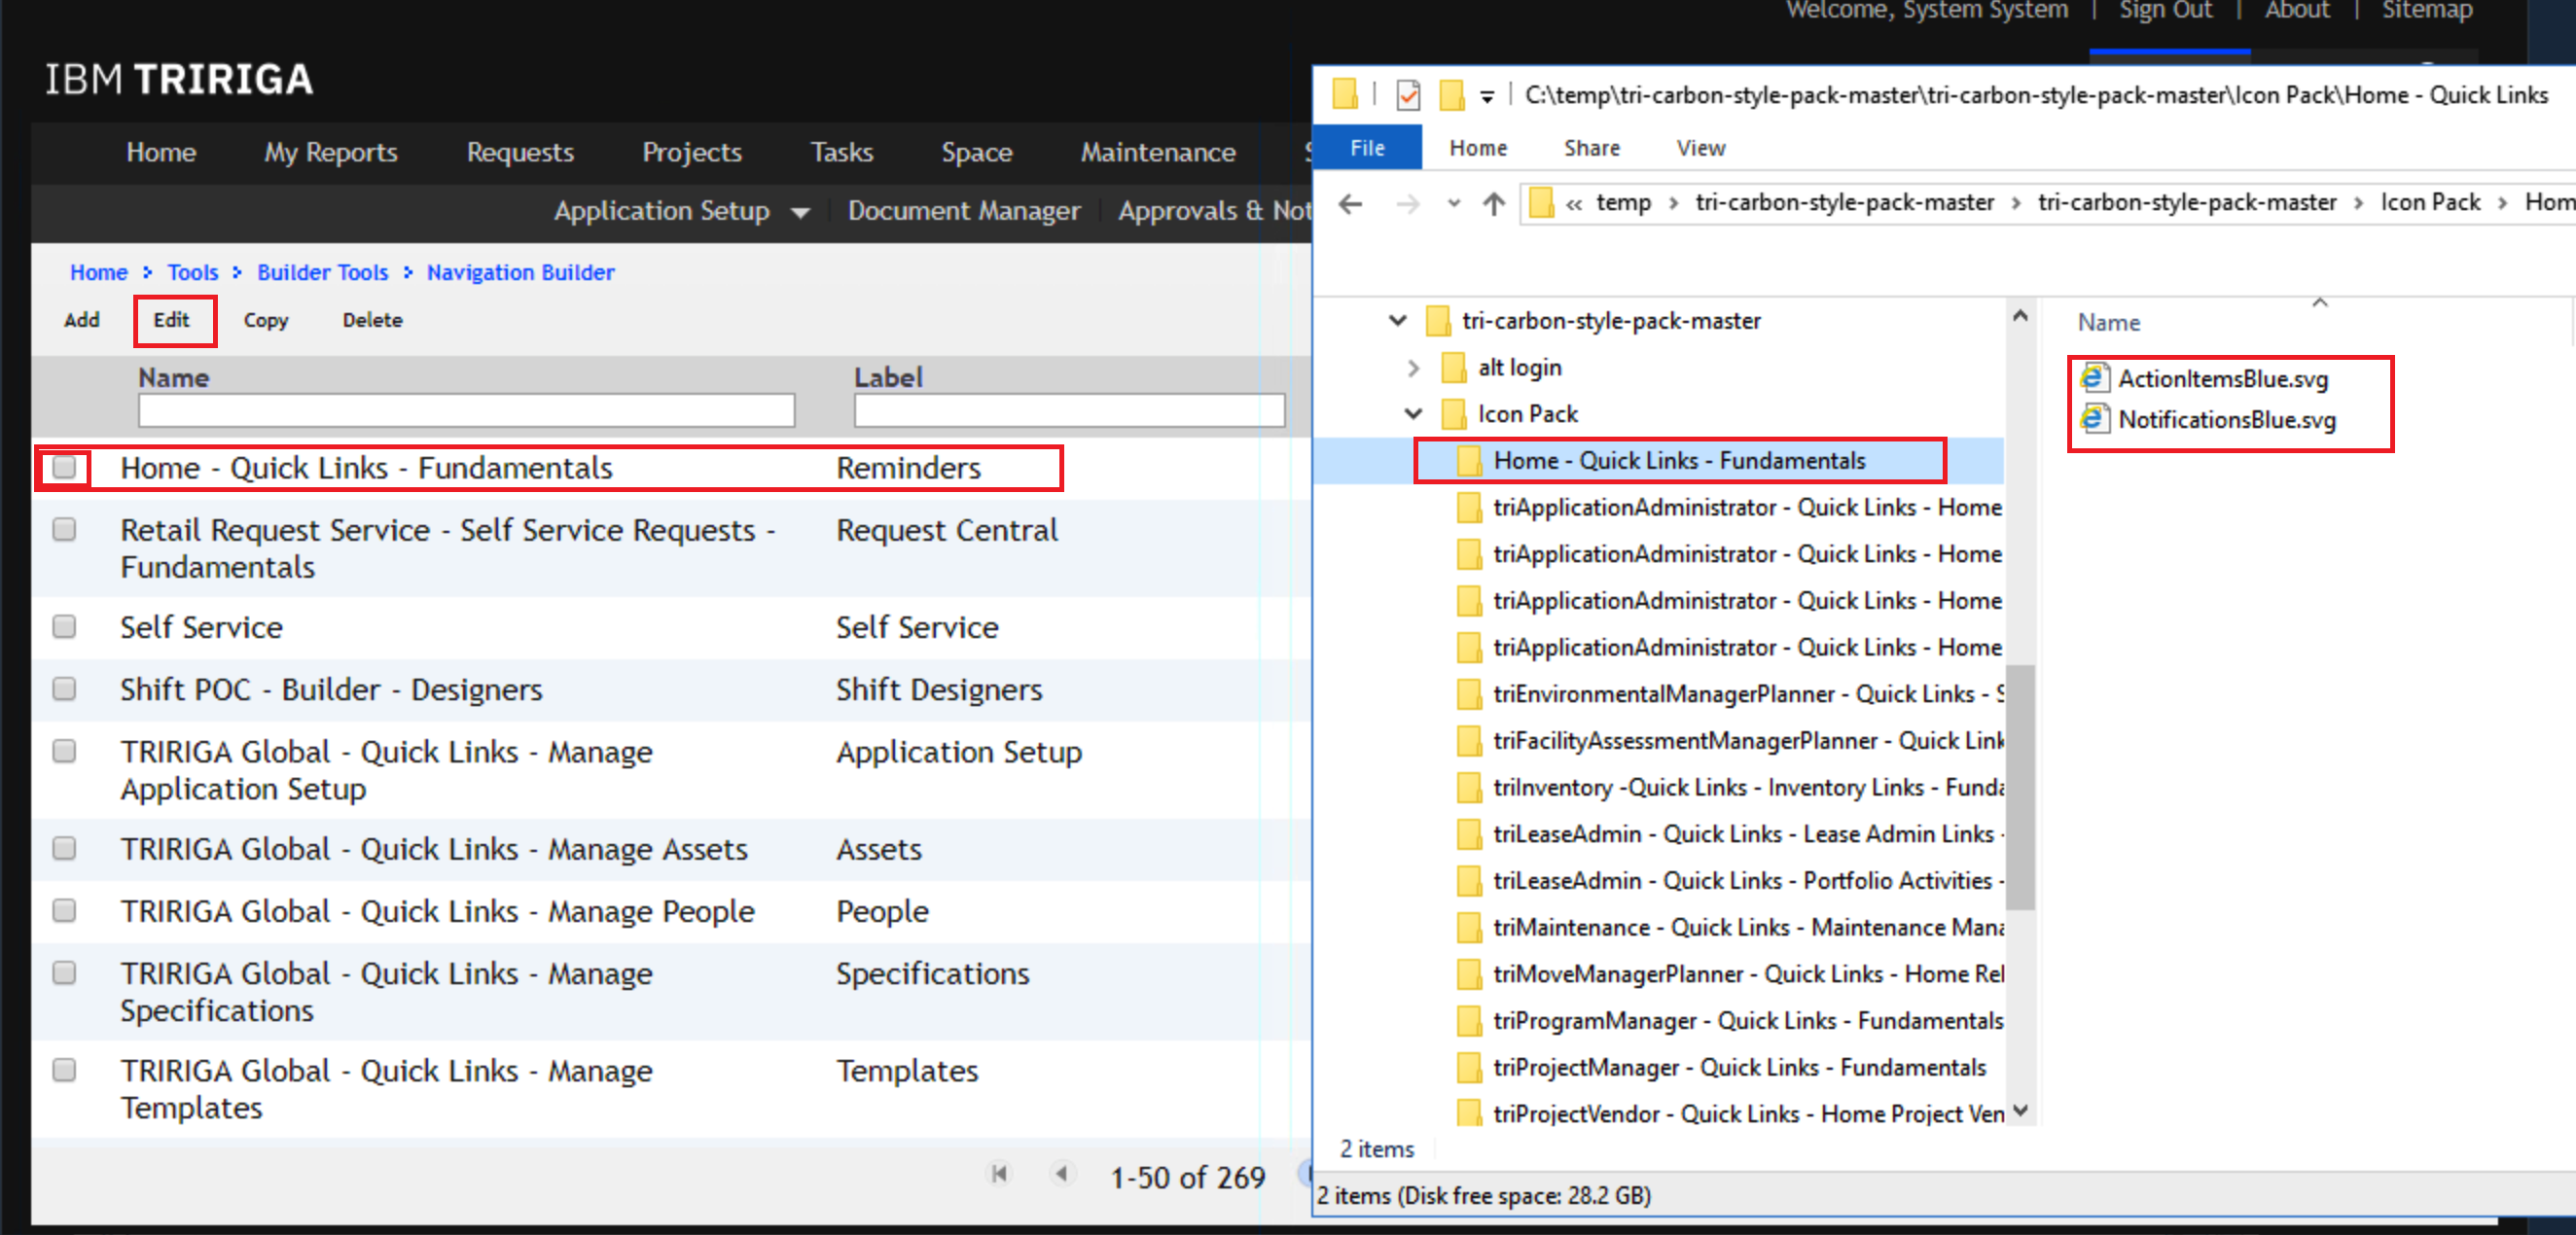 Welcome, System System | Sign Out | About | Sitemap
IBM TRIRIGA
Home My Reports Requests Projects Tasks Space Maintenance
Application Setup Document Manager Approvals & Not
Home Tools Builder Tools Navigation Builder
Add Edit Copy Delete
Name Label
Home - Quick Links - Fundamentals Reminders
Retail Request Service - Self Service Requests - Request Central
Fundamentals
Self Service Self Service
Shift POC - Builder - Designers Shift Designers
TRIRIGA Global - Quick Links - Manage Application Setup
Application Setup
TRIRIGA Global - Quick Links - Manage Assets Assets
TRIRIGA Global - Quick Links - Manage People People
TRIRIGA Global - Quick Links - Manage Specifications
Specifications
TRIRIGA Global - Quick Links - Manage Templates
Templates
1-50 of 269
C:\temp\tri-carbon-style-pack-master\tri-carbon-style-pack-master\Icon Pack\Home - Quick Links
File Home Share View
« temp > tri-carbon-style-pack-master > tri-carbon-style-pack-master > Icon Pack > Hom
tri-carbon-style-pack-master
alt login
Icon Pack
Home - Quick Links - Fundamentals
triApplicationAdministrator - Quick Links - Home
triApplicationAdministrator - Quick Links - Home
triApplicationAdministrator - Quick Links - Home
triApplicationAdministrator - Quick Links - Home
triEnvironmentalManagerPlanner - Quick Links - S
triFacilityAssessmentManagerPlanner - Quick Link
triInventory -Quick Links - Inventory Links - Funda
triLeaseAdmin - Quick Links - Lease Admin Links -
triLeaseAdmin - Quick Links - Portfolio Activities -
triMaintenance - Quick Links - Maintenance Mana
triMoveManagerPlanner - Quick Links - Home Rel
triProgramManager - Quick Links - Fundamentals
triProjectManager - Quick Links - Fundamentals
triProjectVendor - Quick Links - Home Project Ven
Name
ActionItemsBlue.svg
NotificationsBlue.svg
2 items
2 items (Disk free space: 28.2 GB)